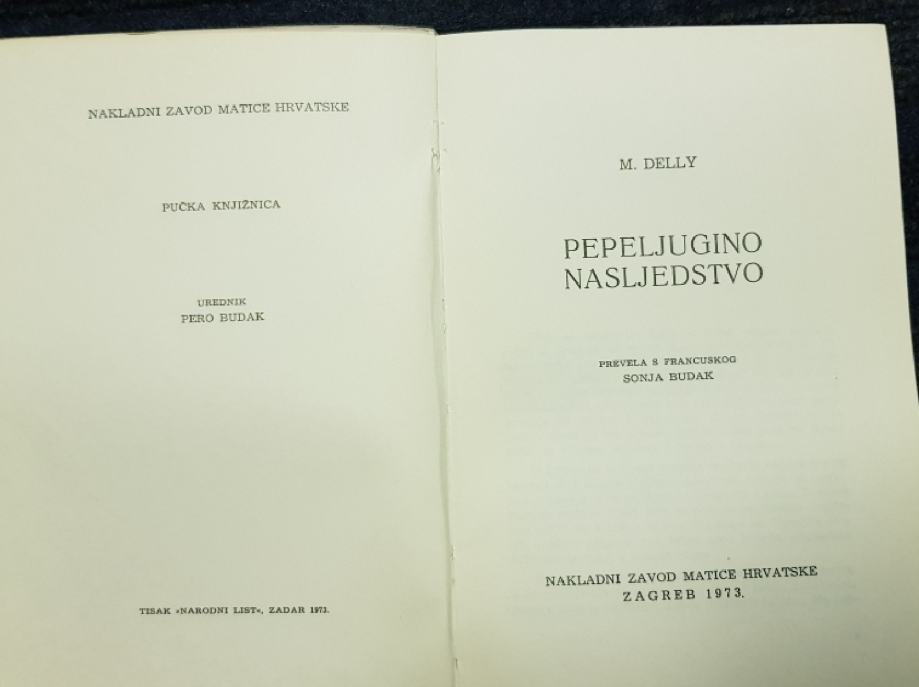 NAKLADNI ZAVOD MATICE HRVATSKE
PUČKA KNJIŽNICA
UREDNIK
PERO BUDAK
TISAK »NARODNI LIST«, ZADAR 1973.
M. DELLY
PEPELJUGINO
NASLJEDSTVO
PREVELA S FRANCUSKOG
SONJA BUDAK
NAKLADNI ZAVOD MATICE HRVATSKE
ZAGREB 1973.